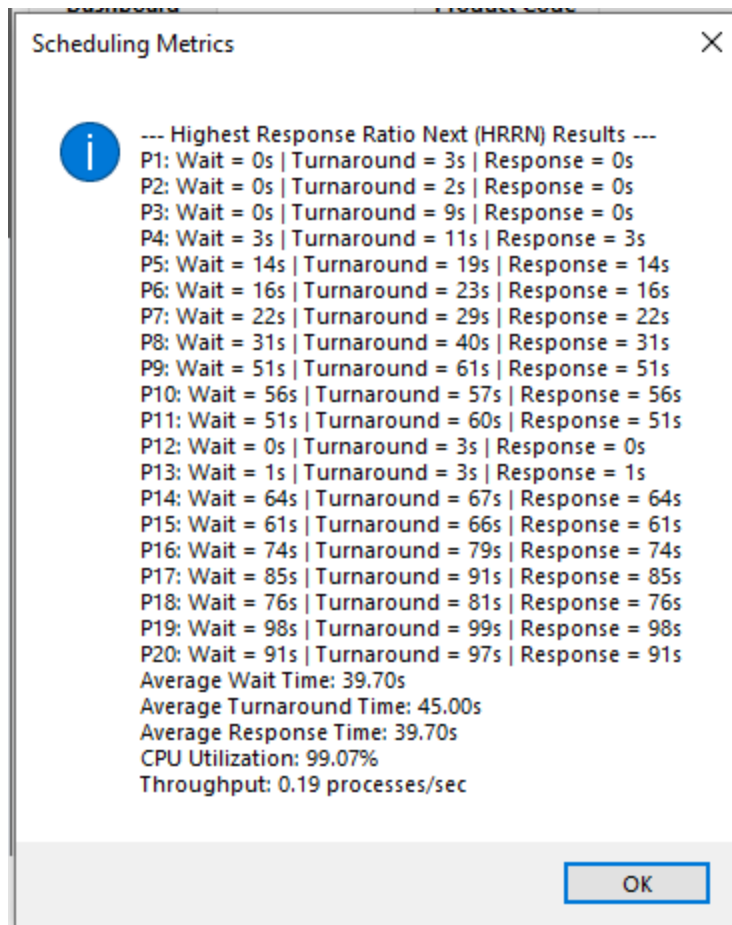 Dashboard Product Code
Scheduling Metrics
--- Highest Response Ratio Next (HRRN) Results ---
P1: Wait = 0s | Turnaround = 3s | Response = 0s
P2: Wait = 0s | Turnaround = 2s | Response = 0s
P3: Wait = 0s | Turnaround = 9s | Response = 0s
P4: Wait = 3s | Turnaround = 11s | Response = 3s
P5: Wait = 14s | Turnaround = 19s | Response = 14s
P6: Wait = 16s | Turnaround = 23s | Response = 16s
P7: Wait = 22s | Turnaround = 29s | Response = 22s
P8: Wait = 31s | Turnaround = 40s | Response = 31s
P9: Wait = 51s | Turnaround = 61s | Response = 51s
P10: Wait = 56s | Turnaround = 57s | Response = 56s
P11: Wait = 51s | Turnaround = 60s | Response = 51s
P12: Wait = 0s | Turnaround = 3s | Response = 0s
P13: Wait = 1s | Turnaround = 3s | Response = 1s
P14: Wait = 64s | Turnaround = 67s | Response = 64s
P15: Wait = 61s | Turnaround = 66s | Response = 61s
P16: Wait = 74s | Turnaround = 79s | Response = 74s
P17: Wait = 85s | Turnaround = 91s | Response = 85s
P18: Wait = 76s | Turnaround = 81s | Response = 76s
P19: Wait = 98s | Turnaround = 99s | Response = 98s
P20: Wait = 91s | Turnaround = 97s | Response = 91s
Average Wait Time: 39.70s
Average Turnaround Time: 45.00s
Average Response Time: 39.70s
CPU Utilization: 99.07%
Throughput: 0.19 processes/sec
OK